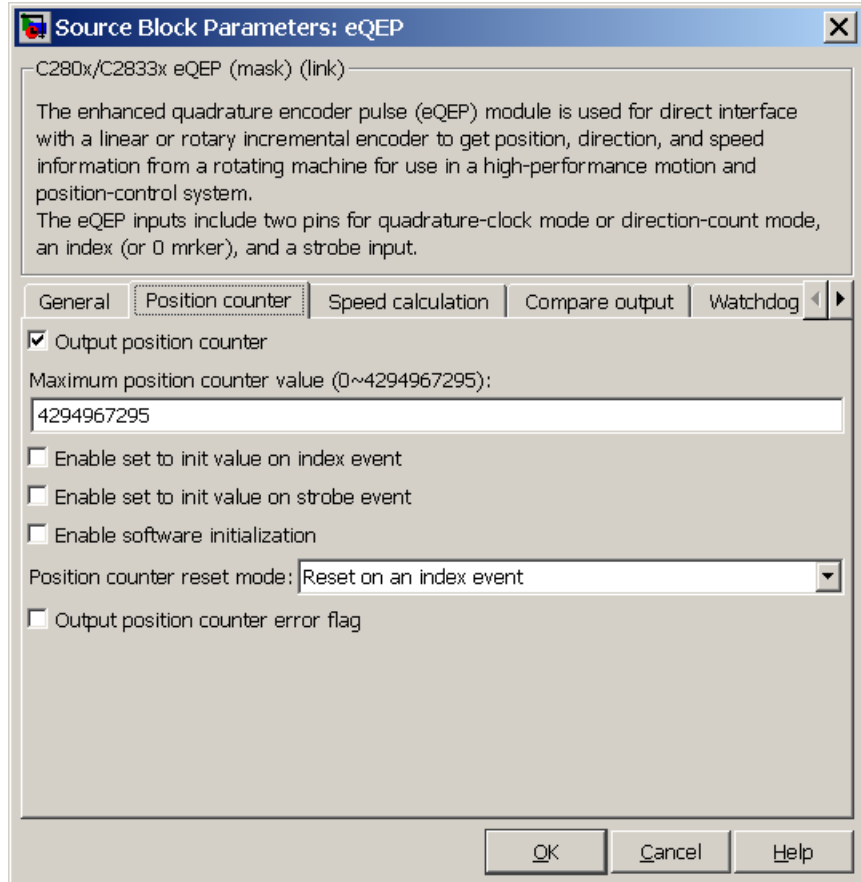 Source Block Parameters: eQEP
C280x/C2833x eQEP (mask) (link)
The enhanced quadrature encoder pulse (eQEP) module is used for direct interface
with a linear or rotary incremental encoder to get position, direction, and speed
information from a rotating machine for use in a high-performance motion and
position-control system.
The eQEP inputs include two pins for quadrature-clock mode or direction-count mode,
an index (or 0 mrker), and a strobe input.
General Position counter Speed calculation Compare output Watchdog
Output position counter
Maximum position counter value (0~4294967295):
4294967295
Enable set to init value on index event
Enable set to init value on strobe event
Enable software initialization
Position counter reset mode: Reset on an index event
Output position counter error flag
OK Cancel Help